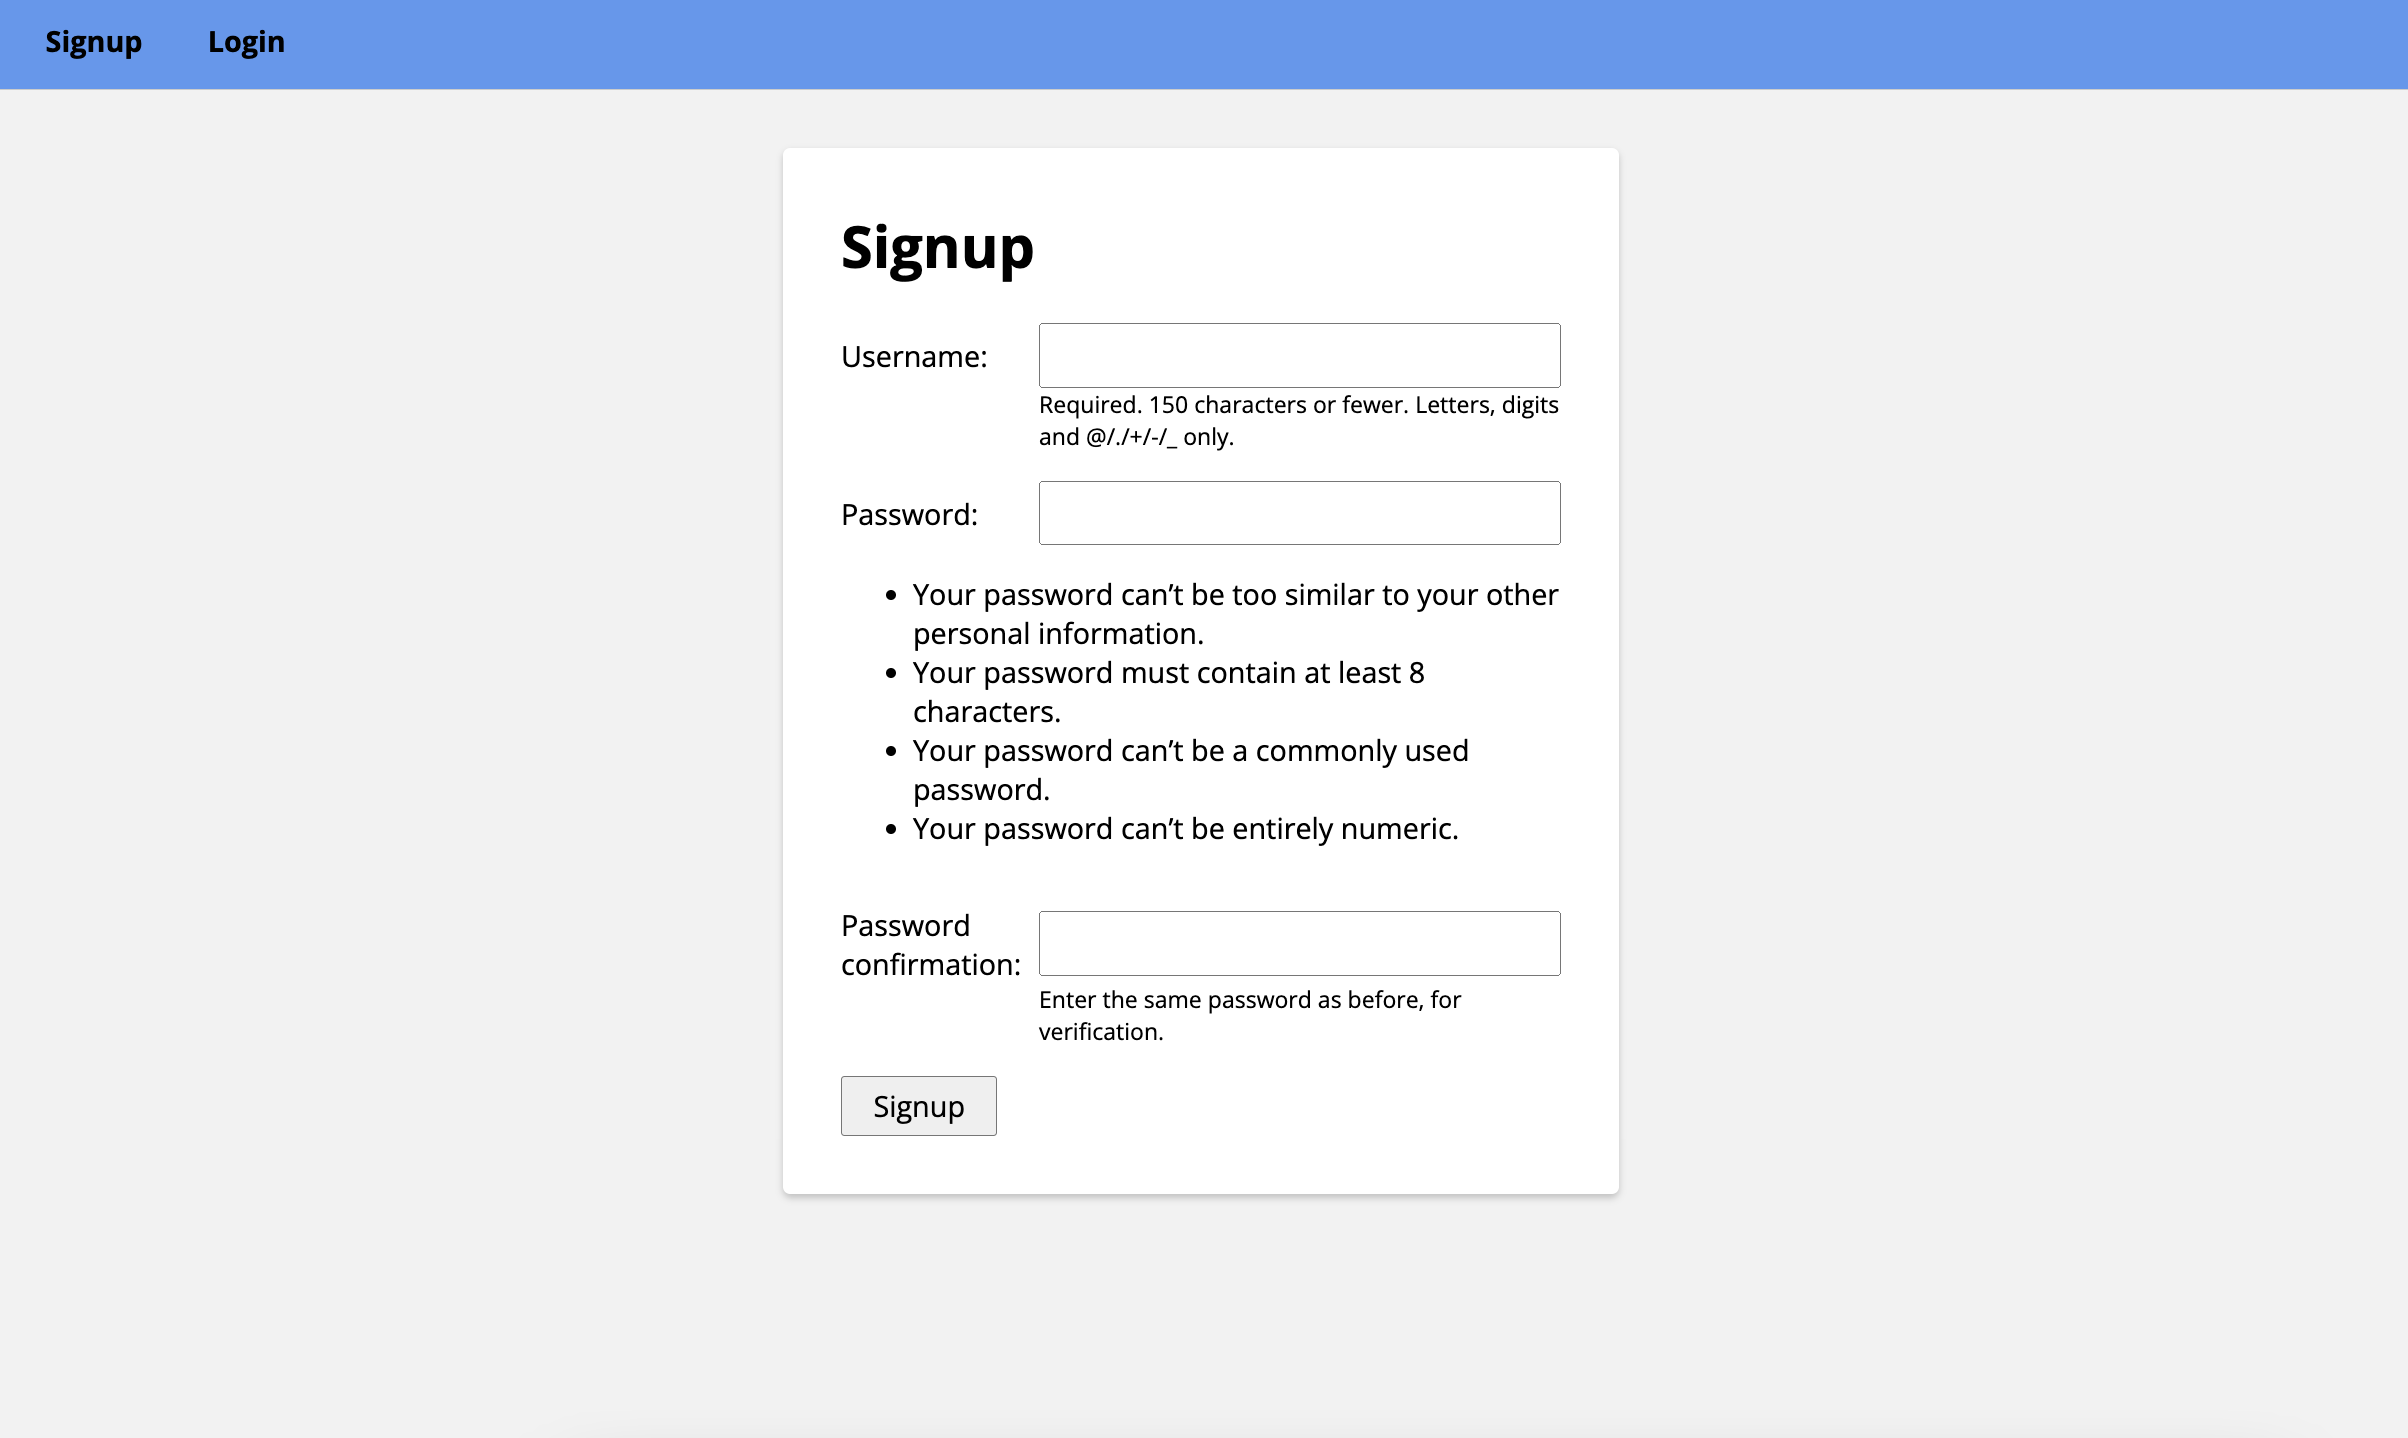 Signup Login
Signup
Username:
Required. 150 characters or fewer. Letters, digits
and @/./+/-/_ only.
Password:
• Your password can’t be too similar to your other
personal information.
• Your password must contain at least 8
characters.
• Your password can’t be a commonly used
password.
• Your password can’t be entirely numeric.
Password
confirmation:
Enter the same password as before, for
verification.
Signup